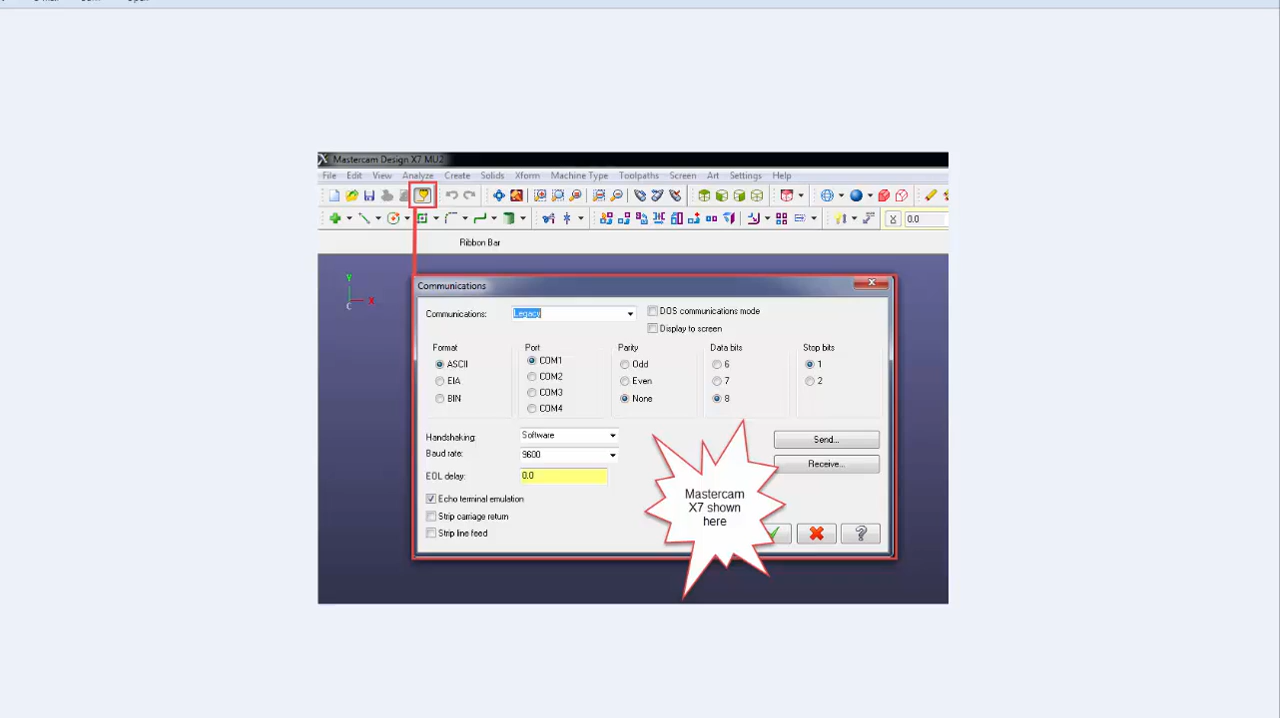 Mastercam Design X7 MU2
File Edit View Analyze Create Solids Xform Machine Type Toolpaths Screen Art Settings Help
0.0
Ribbon Bar
Y
X
Communications
Communications: Legacy
DOS communications mode
Display to screen
Format Port Parity Data bits Stop bits
ASCII COM1 Odd 6 1
EIA COM2 Even 7 2
BIN COM3 None 8
COM4
Handshaking: Software
Send...
Baud rate: 9600
Receive...
EOL delay: 0.0
Echo terminal emulation
Strip carriage return
Strip line feed
Mastercam
X7 shown
here